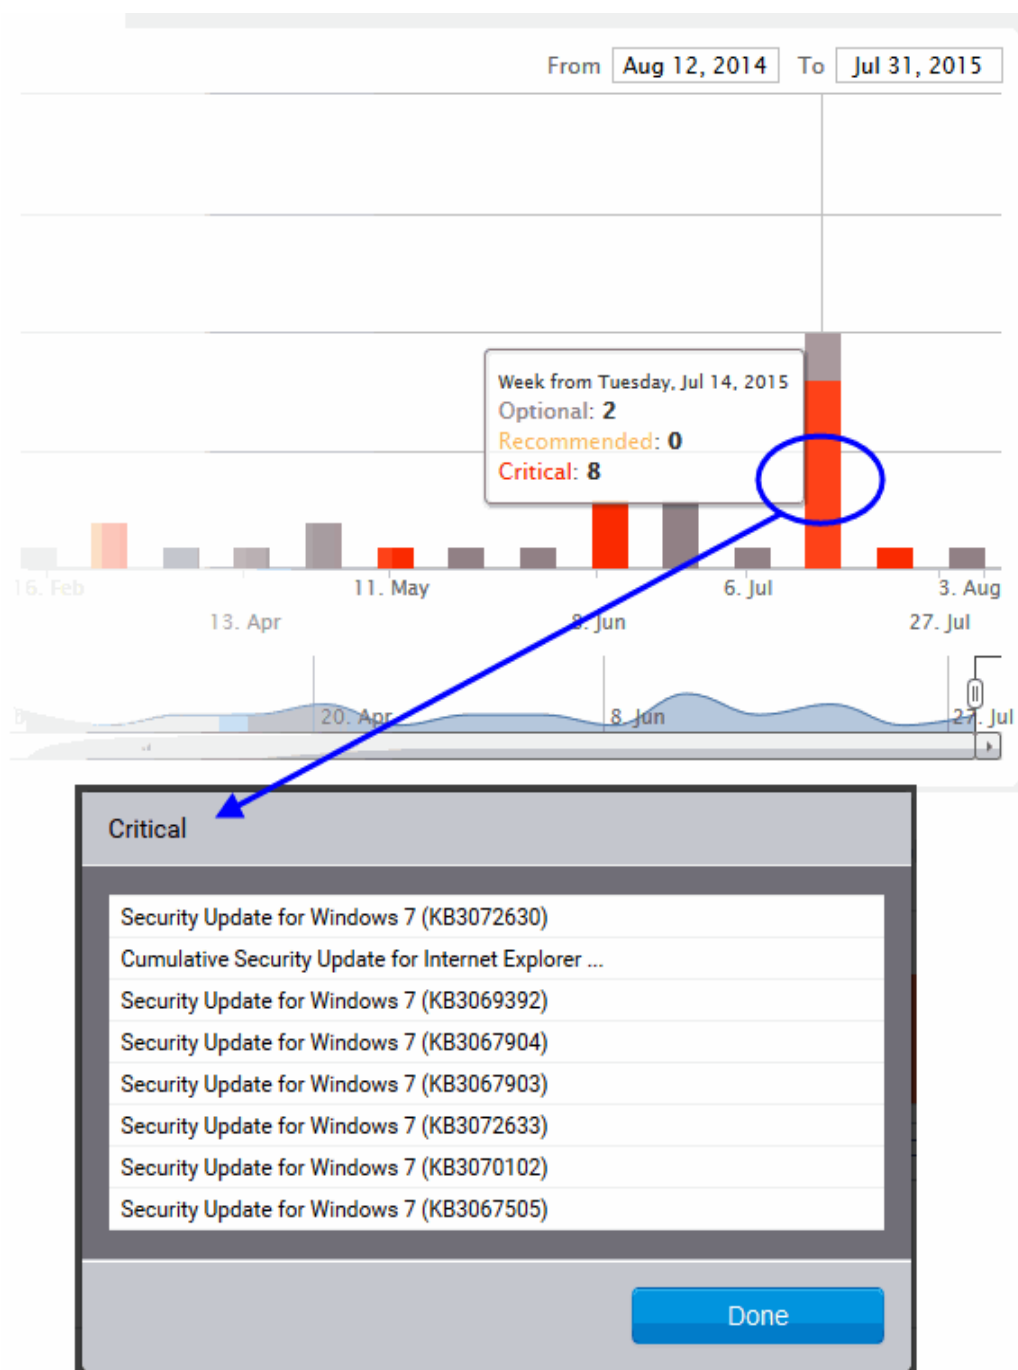 From Aug 12, 2014 To Jul 31, 2015
Week from Tuesday, Jul 14, 2015
Optional: 2
Recommended: 0
Critical: 8
16. Feb 11. May 6. Jul 3. Aug
13. Apr 8. Jun 27. Jul
20. Apr 8. Jun 27. Jul
Critical
Security Update for Windows 7 (KB3072630)
Cumulative Security Update for Internet Explorer ...
Security Update for Windows 7 (KB3069392)
Security Update for Windows 7 (KB3067904)
Security Update for Windows 7 (KB3067903)
Security Update for Windows 7 (KB3072633)
Security Update for Windows 7 (KB3070102)
Security Update for Windows 7 (KB3067505)
Done